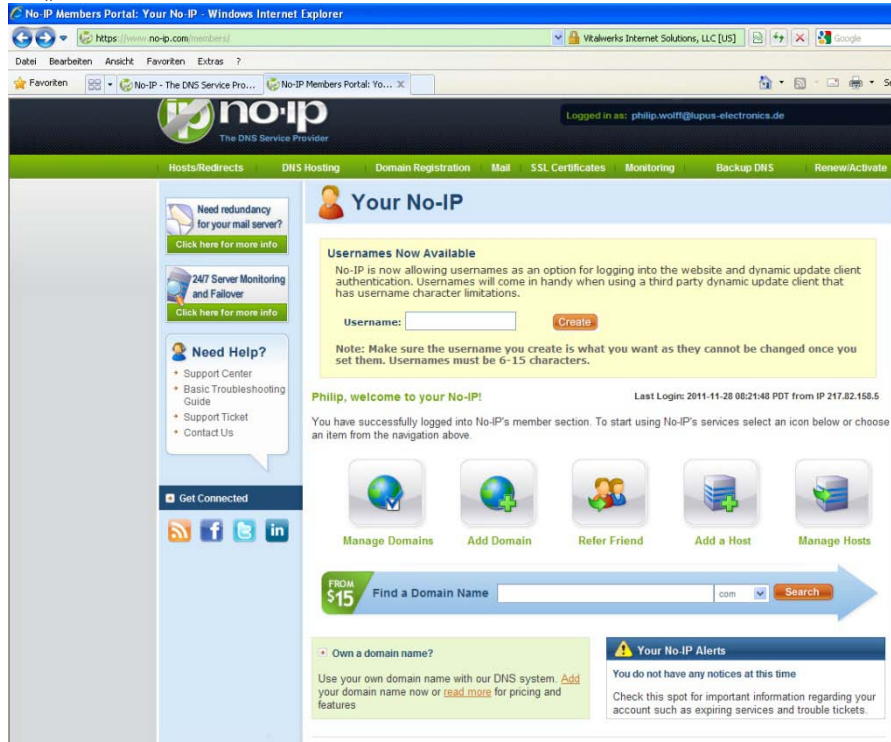 No-IP Members Portal: Your No-IP - Windows Internet Explorer
https://www.no-ip.com/members/
Vitalwerks Internet Solutions, LLC [US]
Google
Datei Bearbeiten Ansicht Favoriten Extras ?
Favoriten
No-IP - The DNS Service Pro...
No-IP Members Portal: Yo...
no-ip
The DNS Service Provider
Logged in as: philip.wolff@lupus-electronics.de
Hosts/Redirects DNS Hosting Domain Registration Mail SSL Certificates Monitoring Backup DNS Renew/Activate
Need redundancy
for your mail server?
Click here for more info
24/7 Server Monitoring
and Failover
Click here for more info
Need Help?
Support Center
Basic Troubleshooting
Guide
Support Ticket
Contact Us
Get Connected
Your No-IP
Usernames Now Available
No-IP is now allowing usernames as an option for logging into the website and dynamic update client
authentication. Usernames will come in handy when using a third party dynamic update client that
has username character limitations.
Username:
Create
Note: Make sure the username you create is what you want as they cannot be changed once you
set them. Usernames must be 6-15 characters.
Philip, welcome to your No-IP!
Last Login: 2011-11-28 08:21:48 PDT from IP 217.82.158.5
You have successfully logged into No-IP's member section. To start using No-IP's services select an icon below or choose
an item from the navigation above.
Manage Domains Add Domain Refer Friend Add a Host Manage Hosts
FROM
$15
Find a Domain Name
com
Search
Own a domain name?
Use your own domain name with our DNS system. Add
your domain name now or read more for pricing and
features
Your No-IP Alerts
You do not have any notices at this time
Check this spot for important information regarding your
account such as expiring services and trouble tickets.